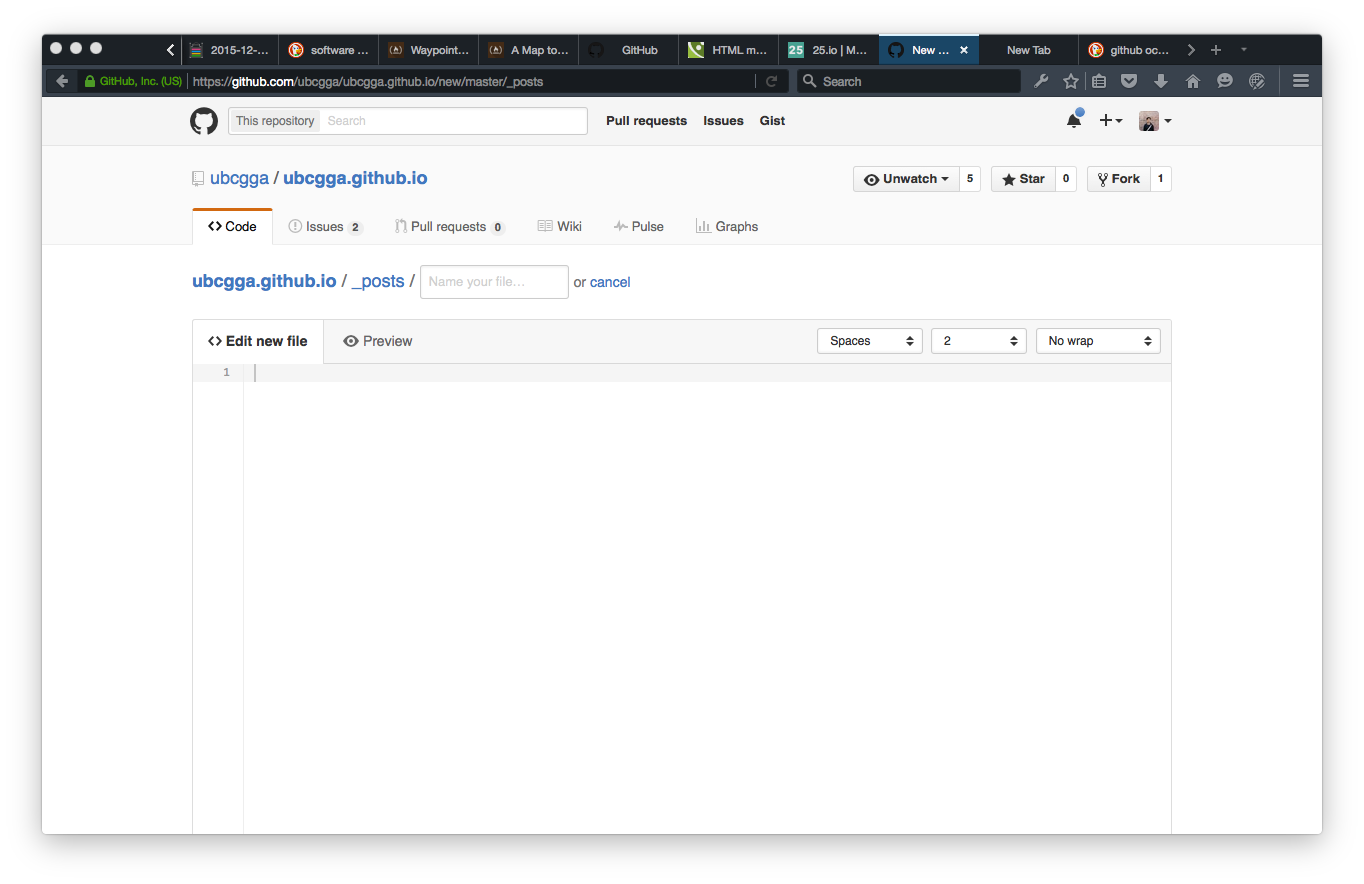 2015-12-... software ... Waypoint... A Map to... GitHub HTML m... 25 25.io | M... New ... New Tab github oc...
GitHub, Inc. (US) https://github.com/ubcgga/ubcgga.github.io/new/master/_posts Search
This repository Search Pull requests Issues Gist
ubcgga / ubcgga.github.io Unwatch 5 Star 0 Fork 1
Code Issues 2 Pull requests 0 Wiki Pulse Graphs
ubcgga.github.io / _posts / Name your file... or cancel
Edit new file Preview Spaces 2 No wrap
1